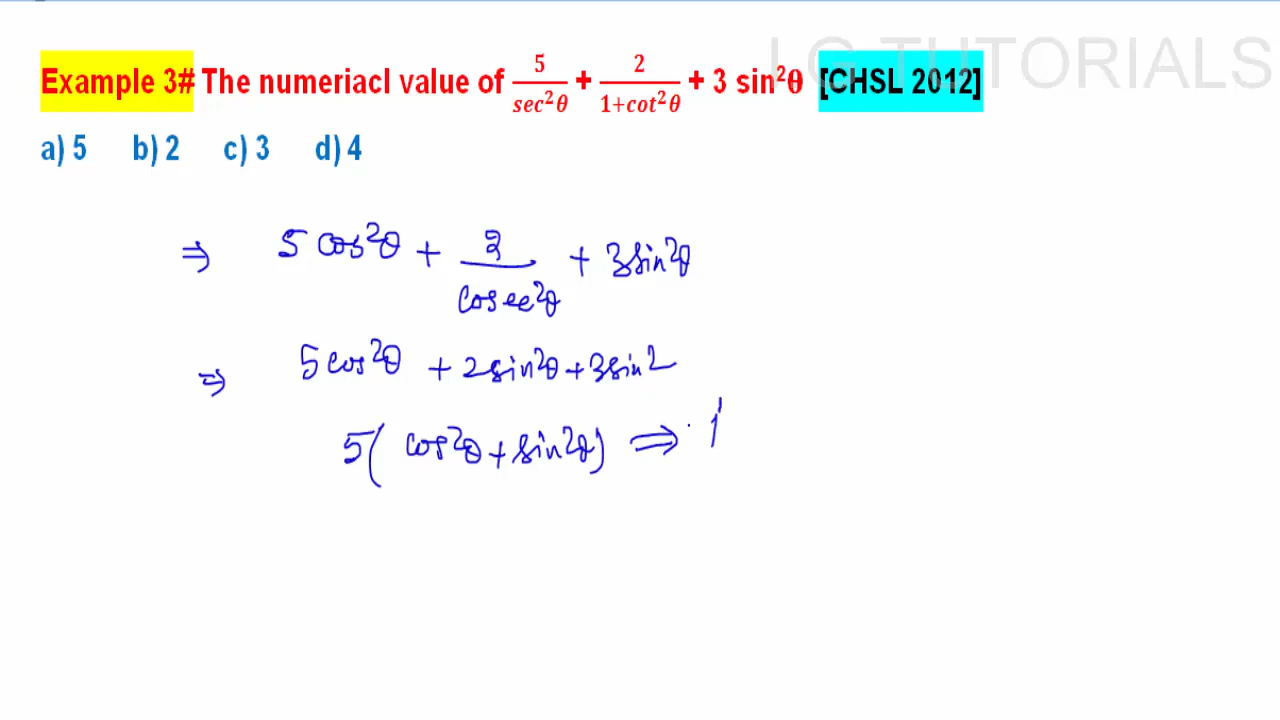 LG TUTORIALS
Example 3# The numeriacl value of 5/sec²θ + 2/1+cot²θ + 3 sin²θ [CHSL 2012]
a) 5 b) 2 c) 3 d) 4
⇒ 5 cos²θ + 2/cosec²θ + 3sin²θ
⇒ 5cos²θ + 2sin²θ + 3sin²
5( cos²θ + sin²θ) ⇒ 1